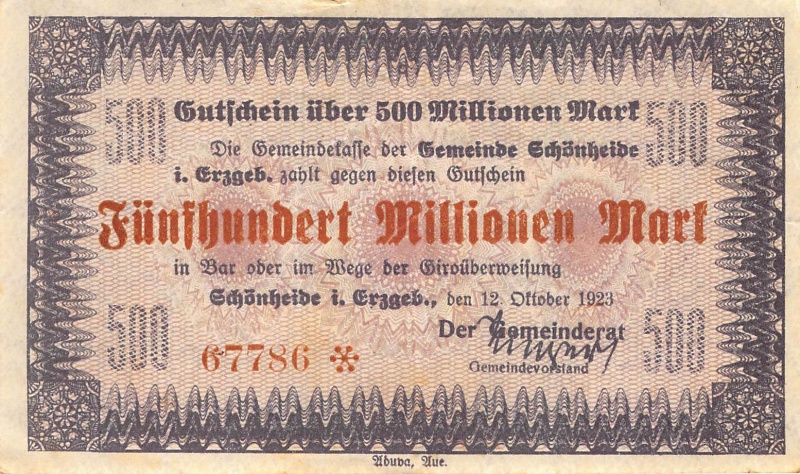 500 500
Gutschein über 500 Millionen Mark
Die Gemeindekasse der Gemeinde Schönheide
i. Erzgeb. zahlt gegen diesen Gutschein
Fünfhundert Millionen Mark
in Bar oder im Wege der Giroüberweisung
Schönheide i. Erzgeb., den 12. Oktober 1923
500 500
Der Gemeinderat
67786 *
Gemeindevorstand
Aduva, Aue.